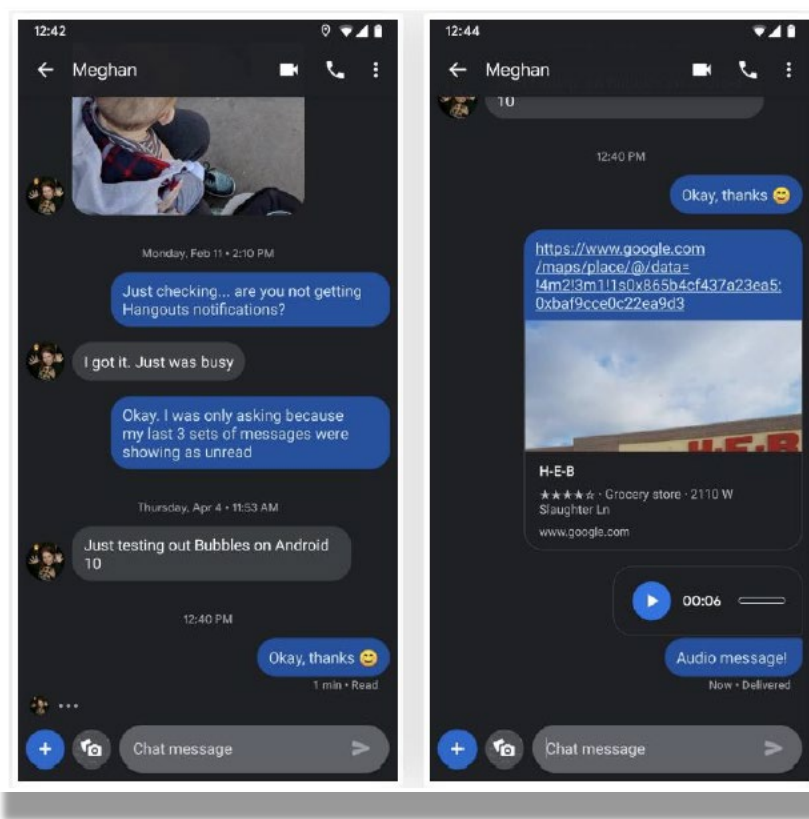 12:42
Meghan
Monday, Feb 11 • 2:10 PM
Just checking... are you not getting
Hangouts notifications?
I got it. Just was busy
Okay. I was only asking because
my last 3 sets of messages were
showing as unread
Thursday, Apr 4 • 11:53 AM
Just testing out Bubbles on Android
10
12:40 PM
Okay, thanks 😊
1 min • Read
Chat message
12:44
Meghan
10
12:40 PM
Okay, thanks 😊
https://www.google.com
/maps/place/@/data=
!4m2!3m1!1s0x865b4cf437a23ea5:
0xbaf9cce0c22ea9d3
H-E-B
H-E-B
★★★★☆ · Grocery store · 2110 W
Slaughter Ln
www.google.com
00:06
Audio message!
Now • Delivered
Chat message